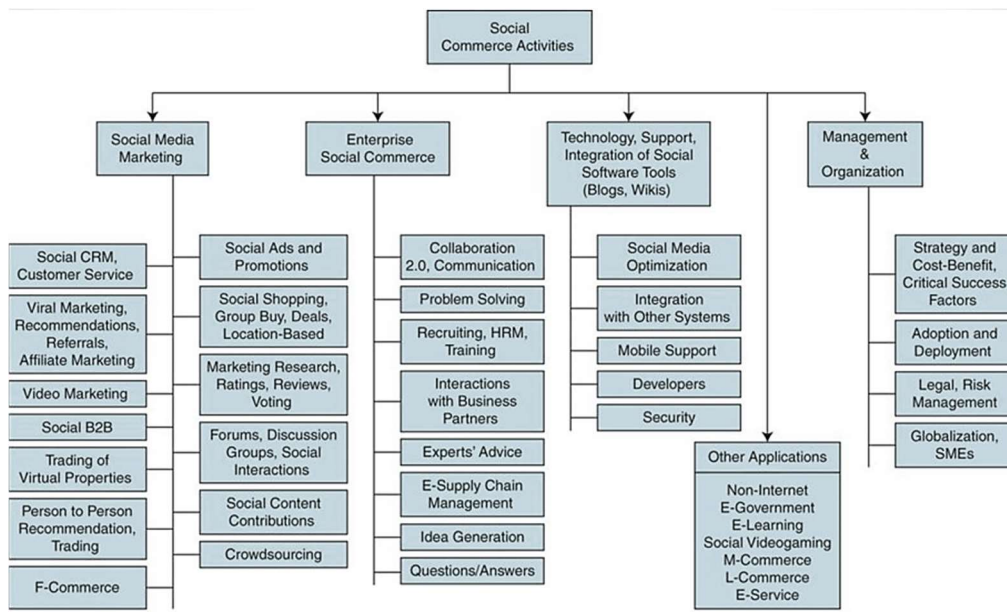 Social
Commerce Activities
Social Media
Marketing
Enterprise
Social Commerce
Technology, Support,
Integration of Social
Software Tools
(Blogs, Wikis)
Management
&
Organization
Social CRM,
Customer Service
Viral Marketing,
Recommendations,
Referrals,
Affiliate Marketing
Video Marketing
Social B2B
Trading of
Virtual Properties
Person to Person
Recommendation,
Trading
F-Commerce
Social Ads and
Promotions
Social Shopping,
Group Buy, Deals,
Location-Based
Marketing Research,
Ratings, Reviews,
Voting
Forums, Discussion
Groups, Social
Interactions
Social Content
Contributions
Crowdsourcing
Collaboration
2.0, Communication
Problem Solving
Recruiting, HRM,
Training
Interactions
with Business
Partners
Experts' Advice
E-Supply Chain
Management
Idea Generation
Questions/Answers
Social Media
Optimization
Integration
with Other Systems
Mobile Support
Developers
Security
Other Applications
Non-Internet
E-Government
E-Learning
Social Videogaming
M-Commerce
L-Commerce
E-Service
Strategy and
Cost-Benefit,
Critical Success
Factors
Adoption and
Deployment
Legal, Risk
Management
Globalization,
SMEs